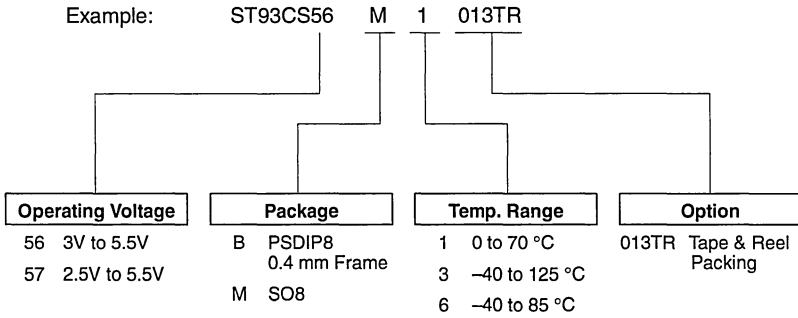 Example: ST93CS56 M 1 013TR
Operating Voltage
56 3V to 5.5V
57 2.5V to 5.5V
Package
B PSDIP8
0.4 mm Frame
M SO8
Temp. Range
1 0 to 70 °C
3 –40 to 125 °C
6 –40 to 85 °C
Option
013TR Tape & Reel
Packing